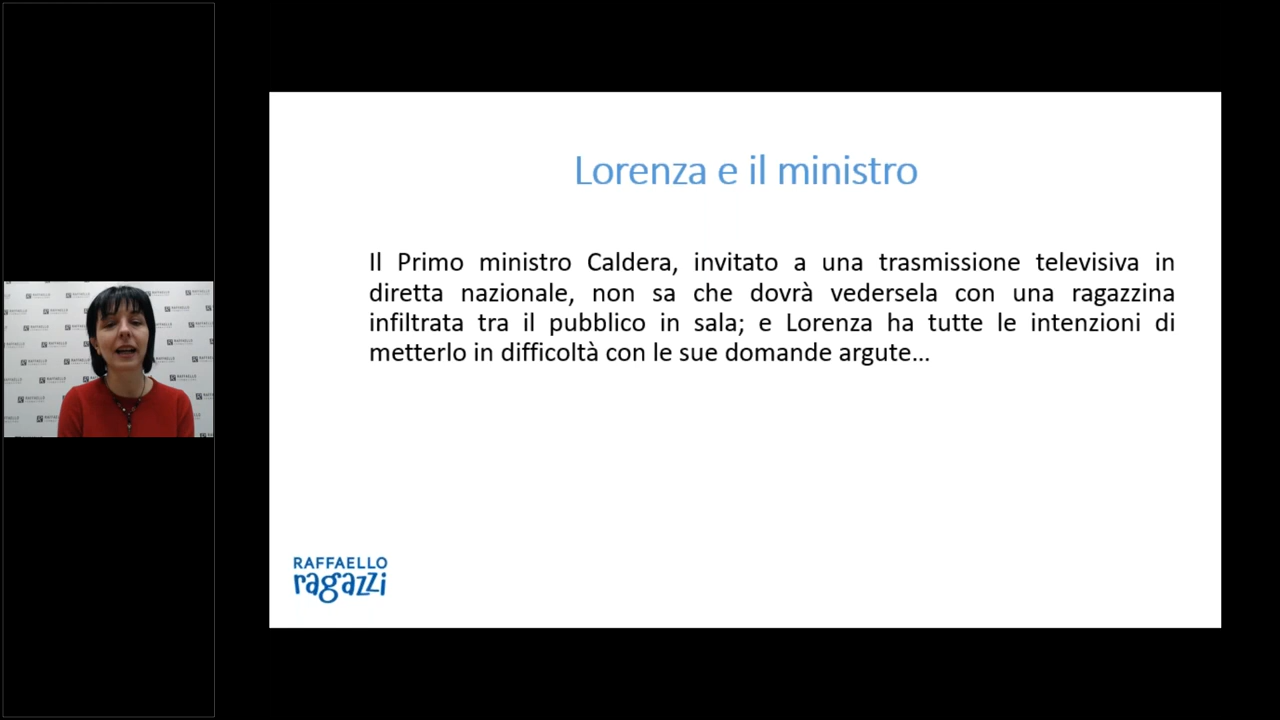 Lorenza e il ministro
Il Primo ministro Caldera, invitato a una trasmissione televisiva in
diretta nazionale, non sa che dovrà vedersela con una ragazzina
infiltrata tra il pubblico in sala; e Lorenza ha tutte le intenzioni di
metterlo in difficoltà con le sue domande argute...
RAFFAELLO
ragazzi